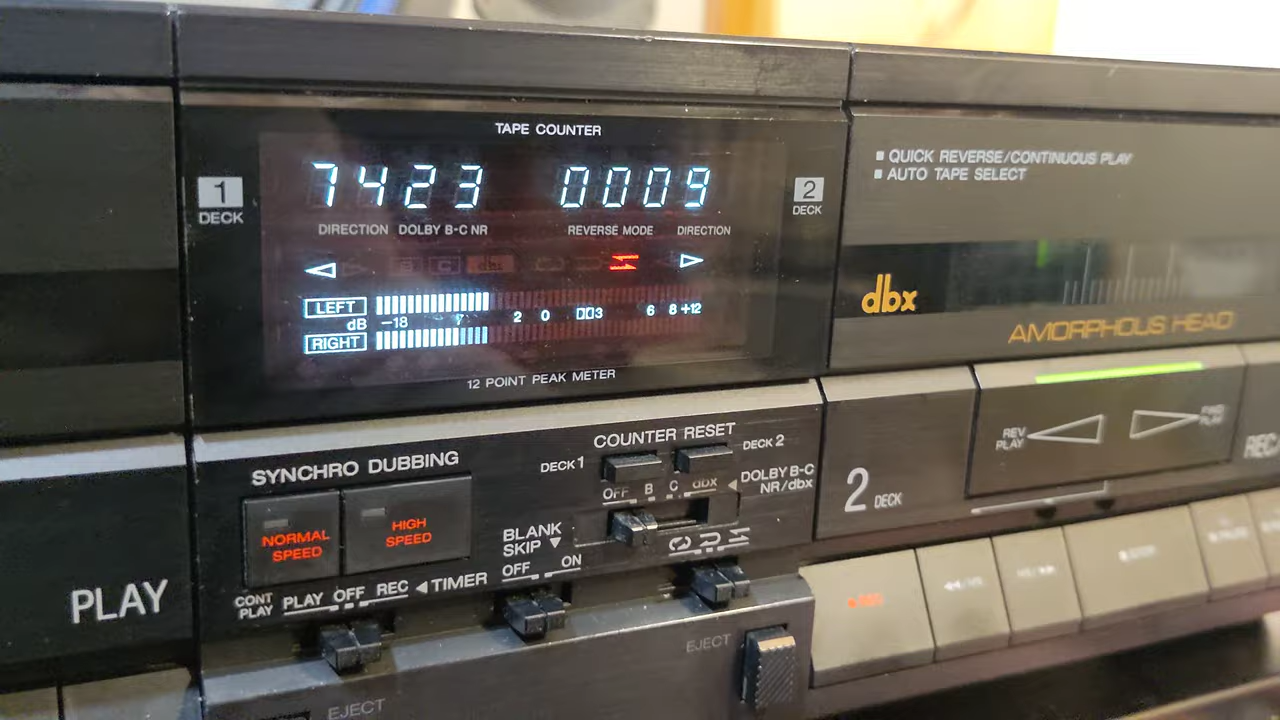 TAPE COUNTER
7423 0009
1 DECK
2 DECK
DIRECTION DOLBY B-C NR REVERSE MODE DIRECTION
LEFT
dB -18 7 2 0 3 6 8 +12
RIGHT
12 POINT PEAK METER
QUICK REVERSE/CONTINUOUS PLAY
AUTO TAPE SELECT
dbx
AMORPHOUS HEAD
SYNCHRO DUBBING
NORMAL SPEED
HIGH SPEED
COUNTER RESET
DECK 1 DECK 2
OFF B C dbx
DOLBY B-C
NR/dbx
BLANK
SKIP
OFF ON
CONT
PLAY PLAY OFF REC TIMER
PLAY
EJECT
EJECT
2 DECK
REV
PLAY
FWD
PLAY
REC